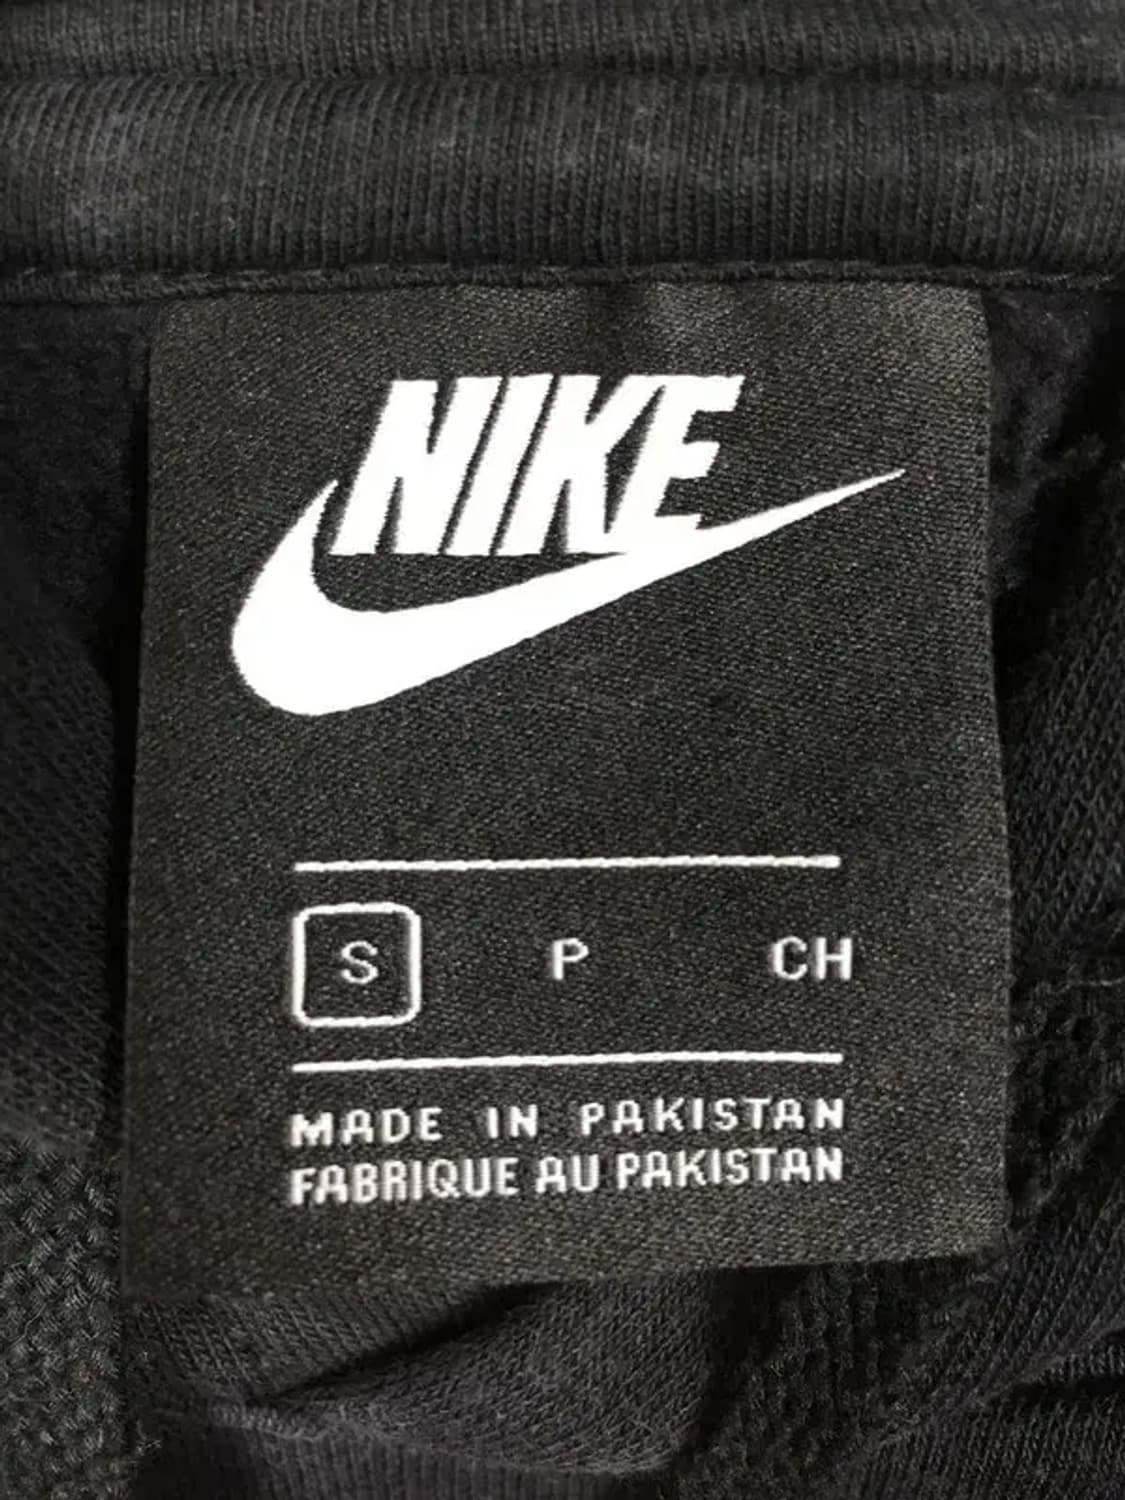 NIKE
S P CH
MADE IN PAKISTAN
FABRIQUE AU PAKISTAN